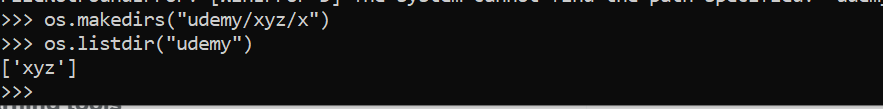 >>> os.makedirs("udemy/xyz/x")
>>> os.listdir("udemy")
['xyz']
>>>